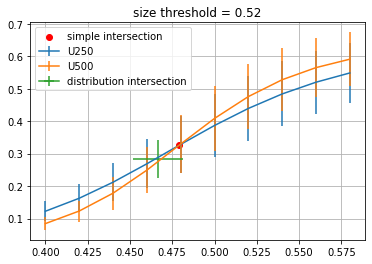 size threshold = 0.52
simple intersection
U250
U500
distribution intersection
0.7
0.6
0.5
0.4
0.3
0.2
0.1
0.400 0.425 0.450 0.475 0.500 0.525 0.550 0.575